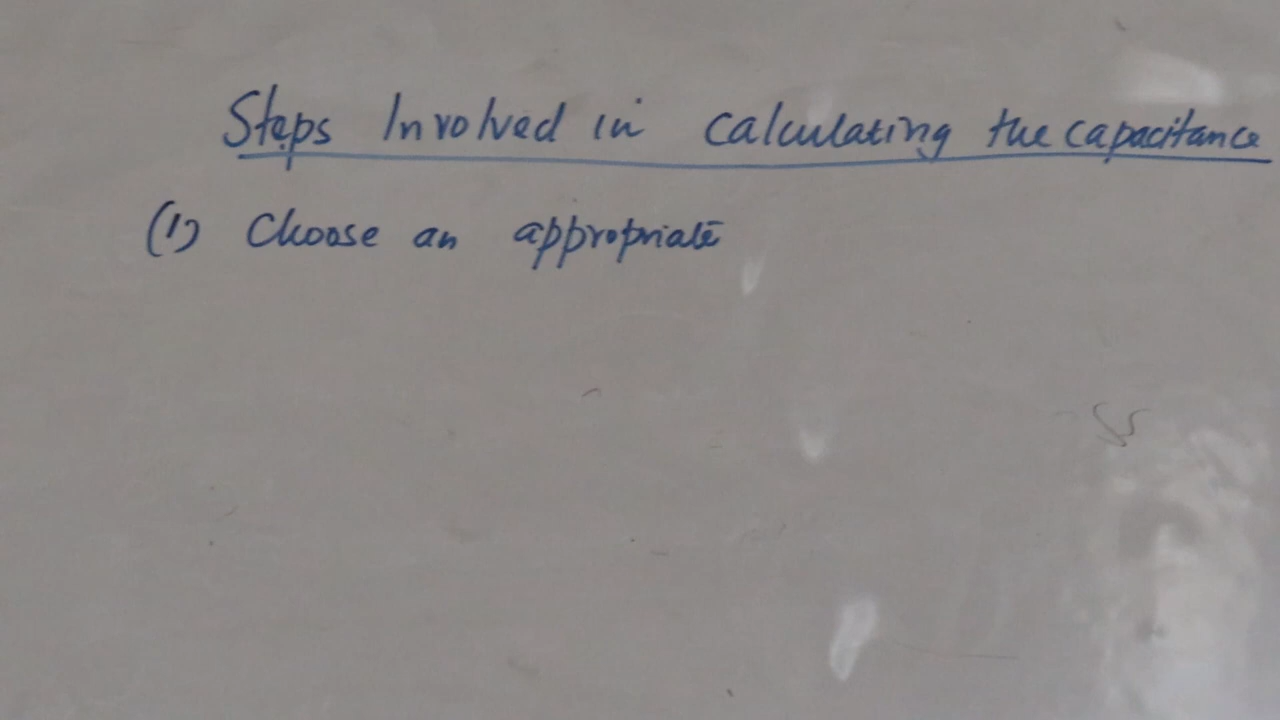 Steps Involved in calculating the capacitance
(1) Choose an appropriate